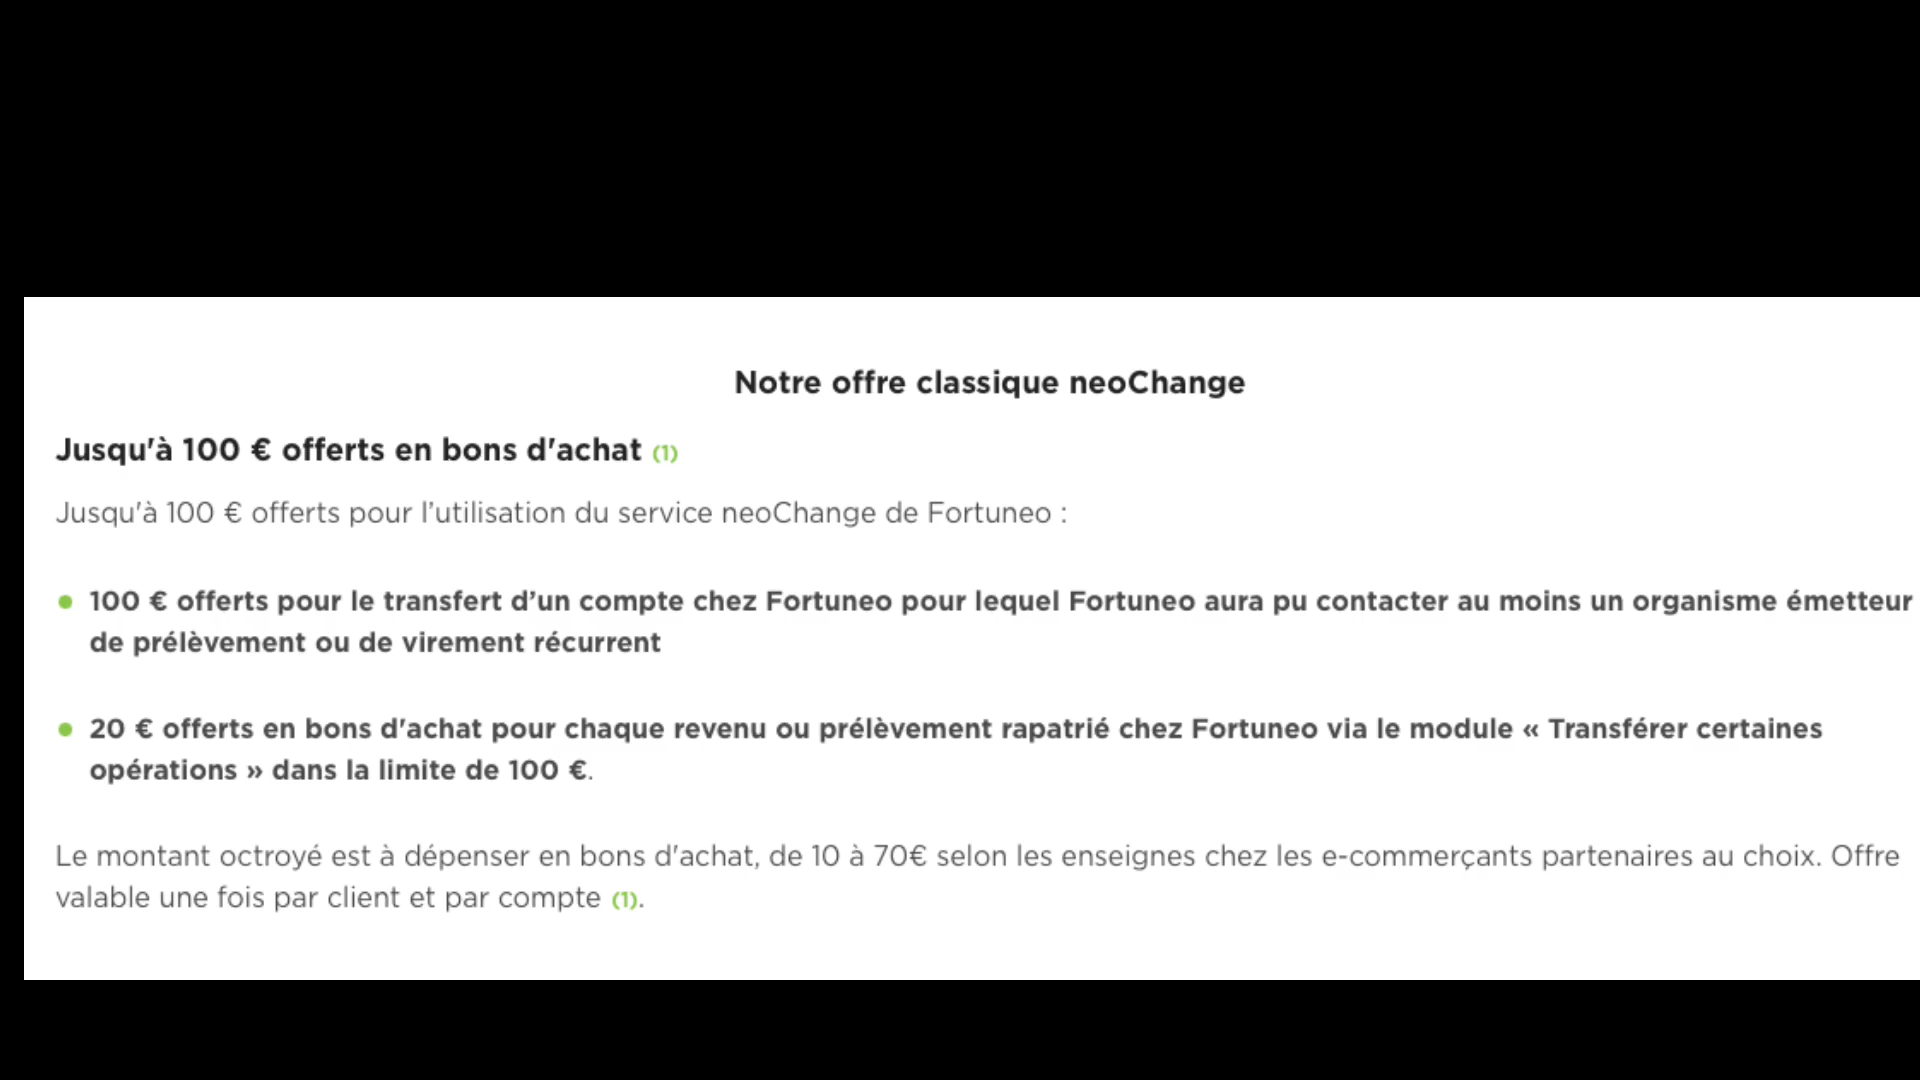 Notre offre classique neoChange
Jusqu'à 100 € offerts en bons d'achat (1)
Jusqu'à 100 € offerts pour l’utilisation du service neoChange de Fortuneo :
• 100 € offerts pour le transfert d’un compte chez Fortuneo pour lequel Fortuneo aura pu contacter au moins un organisme émetteur
de prélèvement ou de virement récurrent
• 20 € offerts en bons d'achat pour chaque revenu ou prélèvement rapatrié chez Fortuneo via le module « Transférer certaines
opérations » dans la limite de 100 €.
Le montant octroyé est à dépenser en bons d'achat, de 10 à 70€ selon les enseignes chez les e-commerçants partenaires au choix. Offre
valable une fois par client et par compte (1).